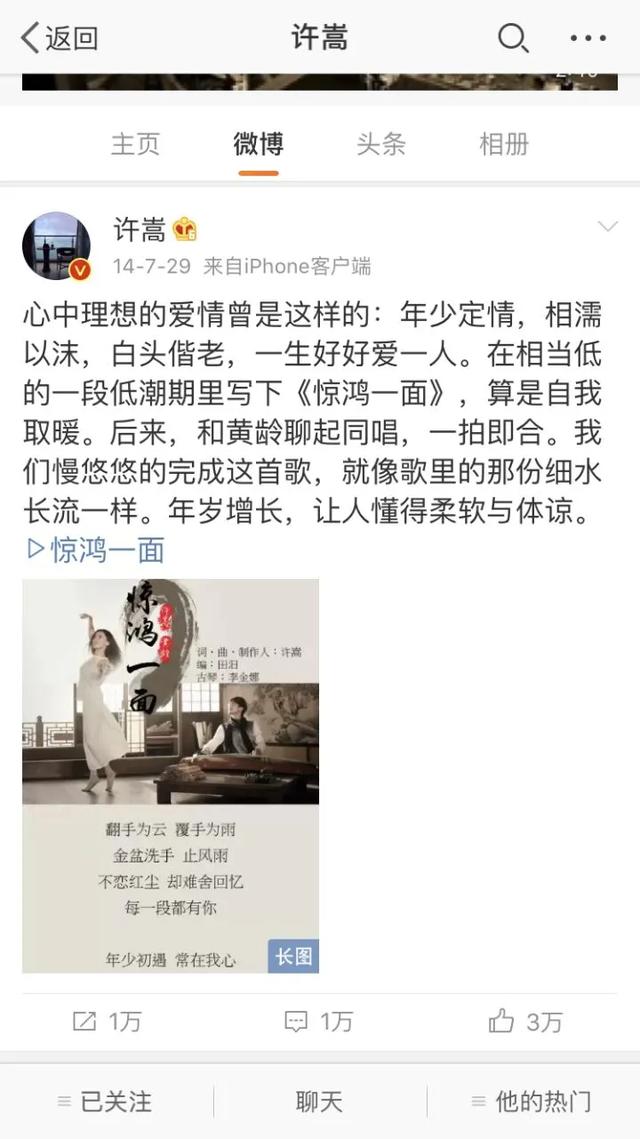 返回
许嵩
主页
微博
头条
相册
许嵩
14-7-29 来自iPhone客户端
心中理想的爱情曾是这样的：年少定情，相濡
以沫，白头偕老，一生好好爱一人。在相当低
的一段低潮期里写下《惊鸿一面》，算是自我
取暖。后来，和黄龄聊起同唱，一拍即合。我
们慢悠悠的完成这首歌，就像歌里的那份细水
长流一样。年岁增长，让人懂得柔软与体谅。
惊鸿一面
惊鸿一面
词·曲·制作人：许嵩
编：田汨
古琴：李金娜
翻手为云 覆手为雨
金盆洗手 止风雨
不恋红尘 却难舍回忆
每一段都有你
年少初遇 常在我心
长图
1万
1万
3万
已关注
聊天
他的热门